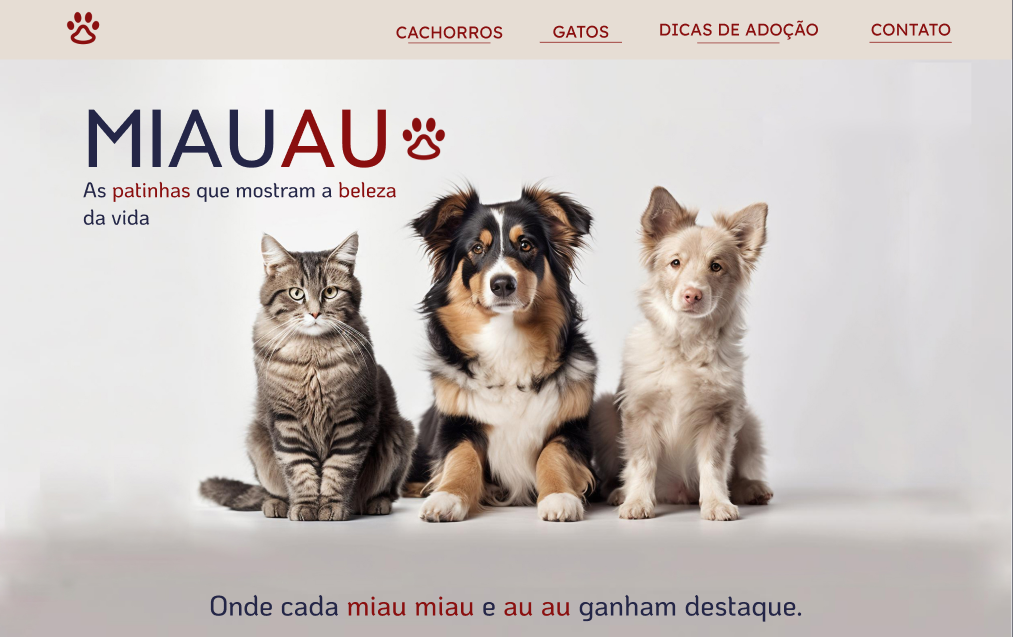 CACHORROS GATOS DICAS DE ADOÇÃO CONTATO
MIAUAU
As patinhas que mostram a beleza
da vida
Onde cada miau miau e au au ganham destaque.